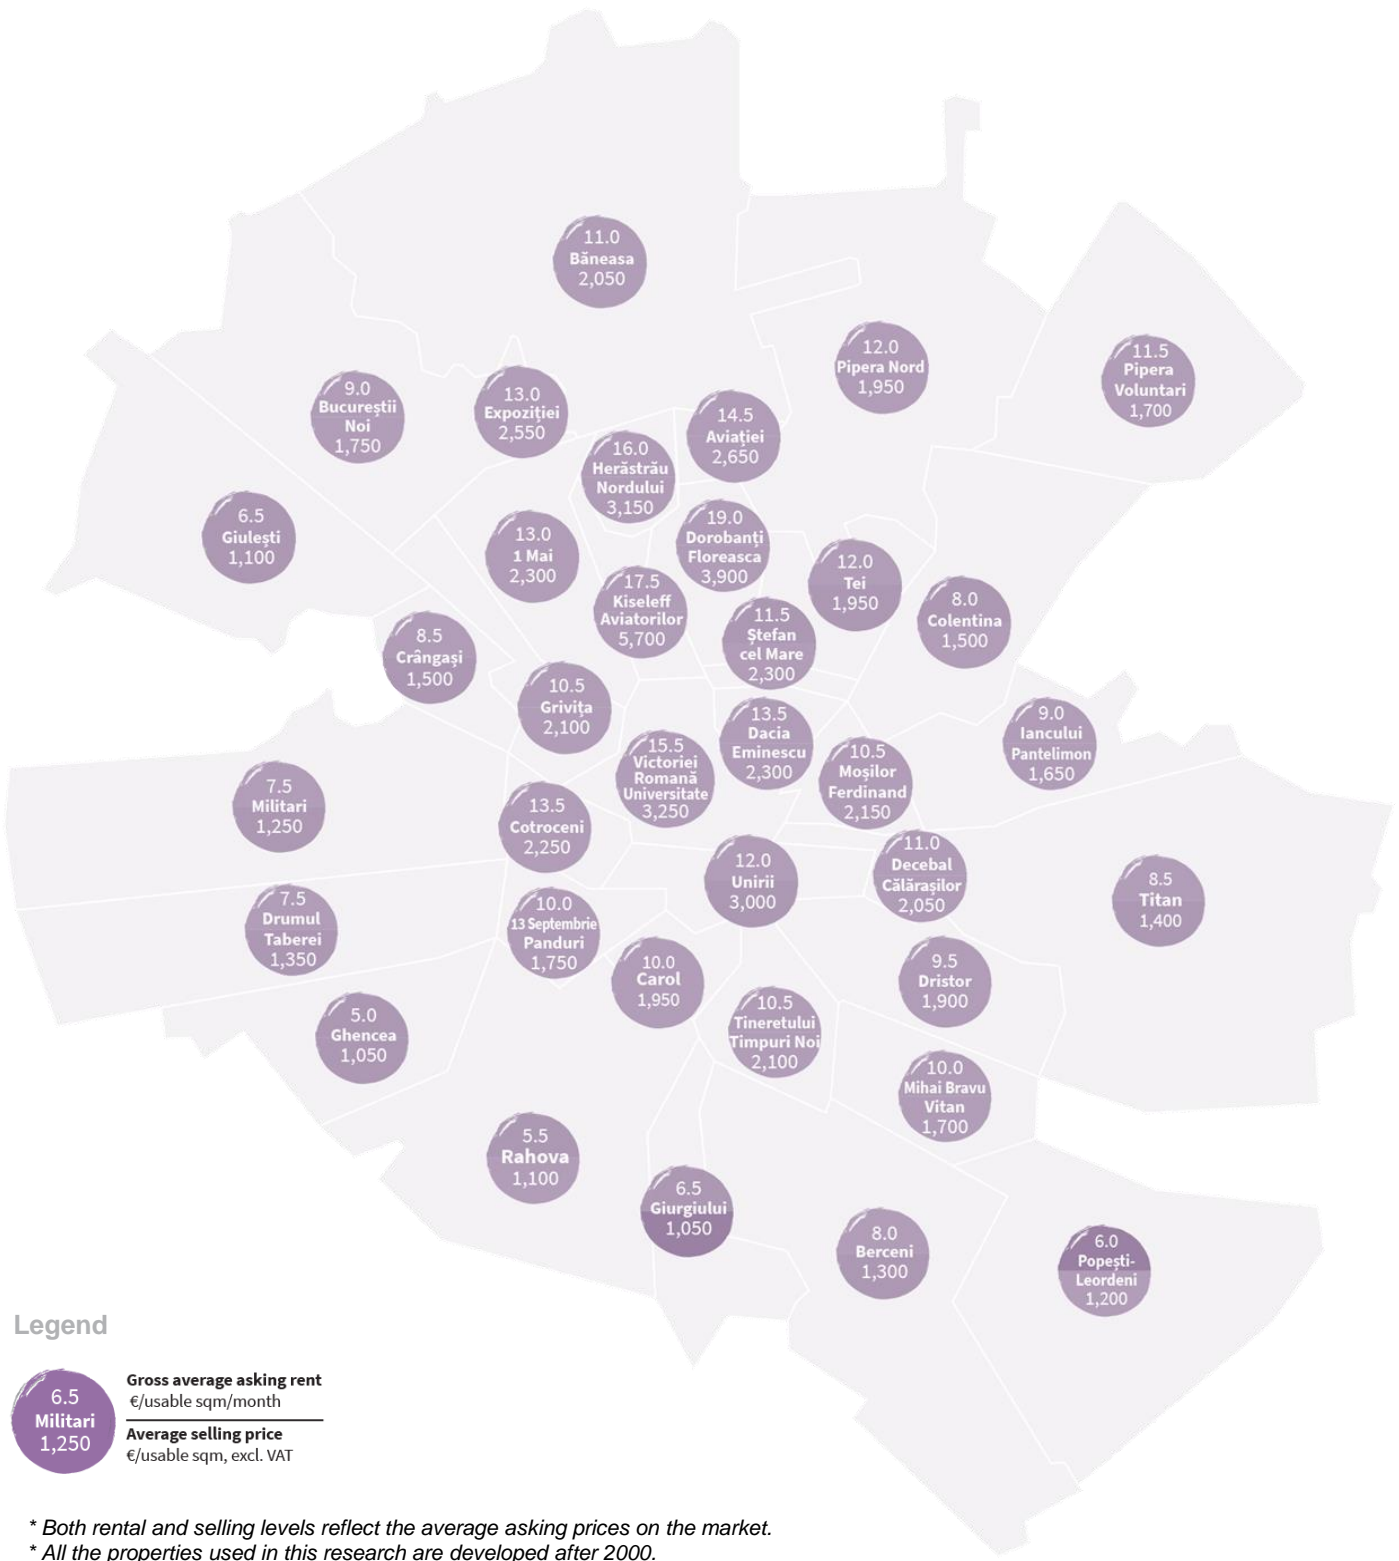 11.0
Băneasa
2,050
12.0
Pipera Nord
1,950
11.5
Pipera
Voluntari
1,700
9.0
Bucureștii
Noi
1,750
13.0
Expoziției
2,550
14.5
Aviației
2,650
16.0
Herăstrău
Nordului
3,150
6.5
Giulești
1,100
13.0
1 Mai
2,300
19.0
Dorobanți
Floreasca
3,900
12.0
Tei
1,950
17.5
Kiseleff
Aviatorilor
5,700
8.0
Colentina
1,500
11.5
Ștefan
cel Mare
2,300
8.5
Crângași
1,500
10.5
Grivița
2,100
13.5
Dacia
Eminescu
2,300
9.0
Iancului
Pantelimon
1,650
15.5
Victoriei
Romană
Universitate
3,250
10.5
Moșilor
Ferdinand
2,150
7.5
Militari
1,250
13.5
Cotroceni
2,250
12.0
Unirii
3,000
11.0
Decebal
Călărașilor
2,050
8.5
Titan
1,400
7.5
Drumul
Taberei
1,350
10.0
13 Septembrie
Panduri
1,750
10.0
Carol
1,950
9.5
Dristor
1,900
5.0
Ghencea
1,050
10.5
Tineretului
Timpuri Noi
2,100
10.0
Mihai Bravu
Vitan
1,700
5.5
Rahova
1,100
6.5
Giurgiului
1,050
8.0
Berceni
1,300
6.0
Popești-
Leordeni
1,200
Legend
6.5
Militari
1,250
Gross average asking rent
€/usable sqm/month
Average selling price
€/usable sqm, excl. VAT
* Both rental and selling levels reflect the average asking prices on the market.
* All the properties used in this research are developed after 2000.